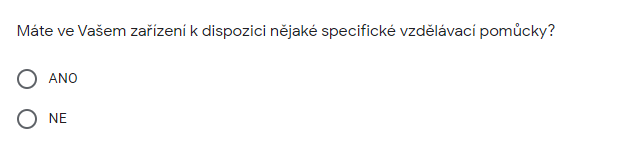 Máte ve Vašem zařízení k dispozici nějaké specifické vzdělávací pomůcky?
ANO
NE